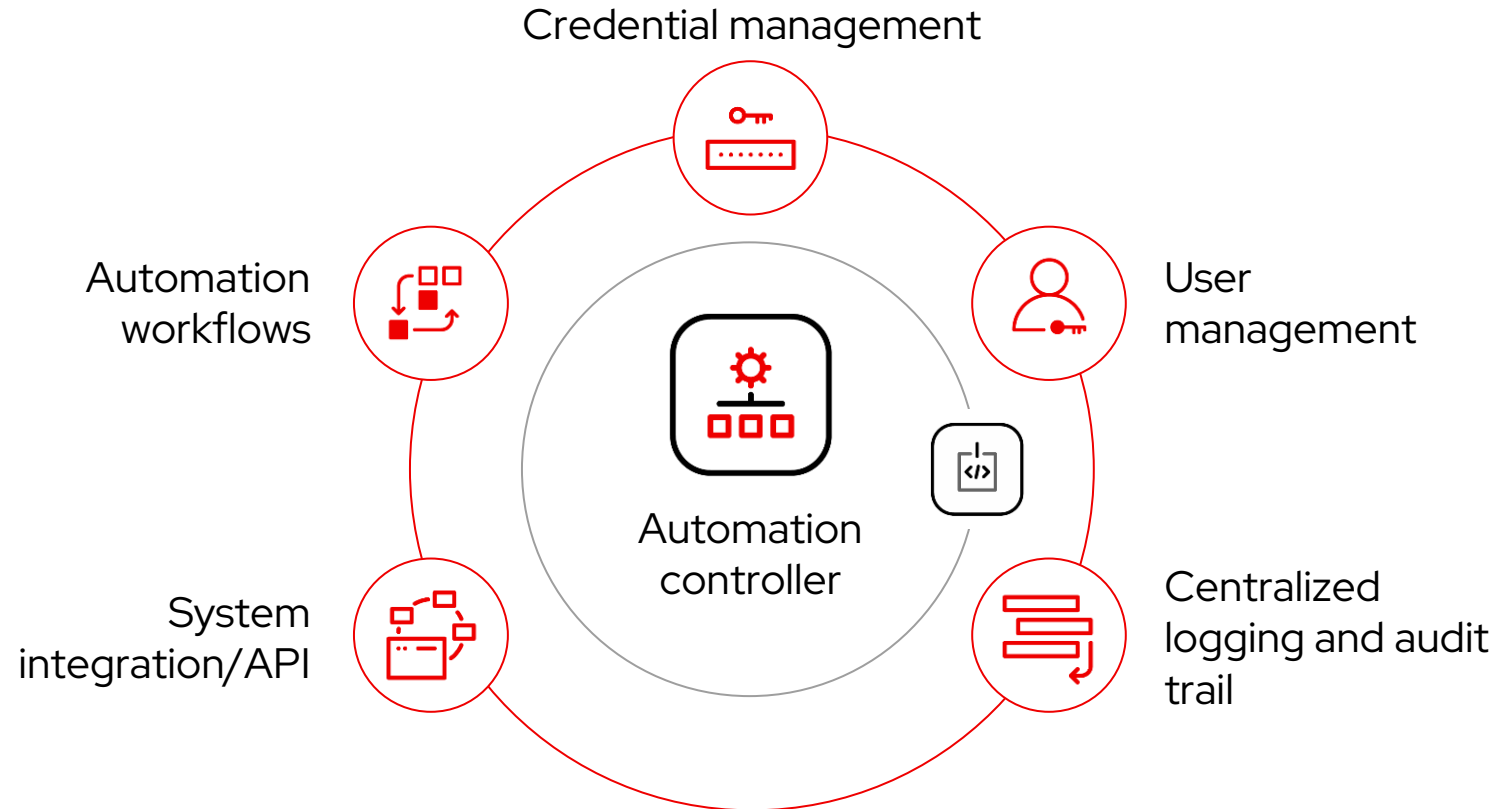 Credential management
Automation
workflows
User
management
Automation
controller
System
integration/API
Centralized
logging and audit
trail